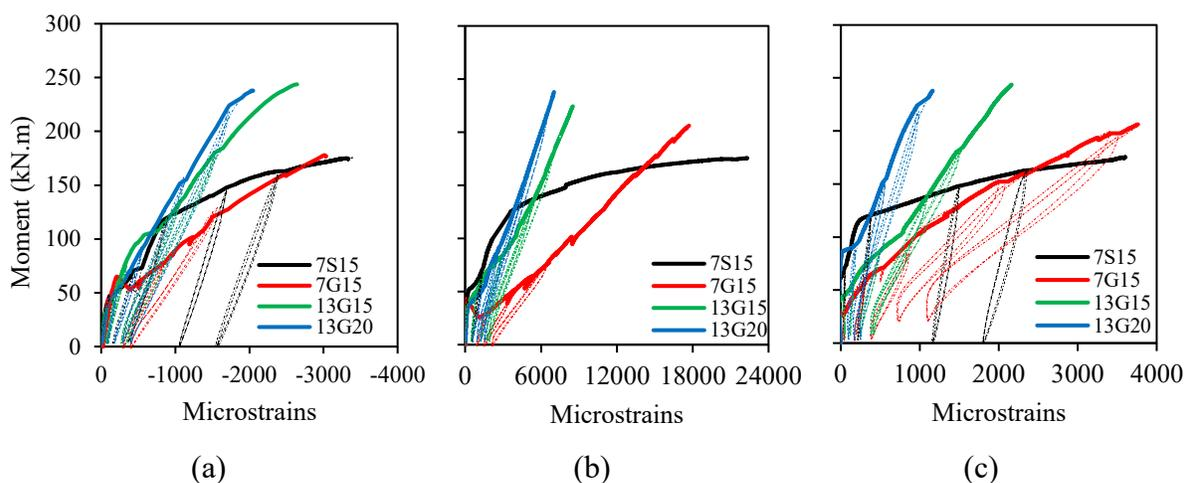 Moment (kN.m)
300
250
200
150
100
50
0
7S15
7G15
13G15
13G20
0 -1000 -2000 -3000 -4000
Microstrains
(a)
7S15
7G15
13G15
13G20
0 6000 12000 18000 24000
Microstrains
(b)
7S15
7G15
13G15
13G20
0 1000 2000 3000 4000
Microstrains
(c)